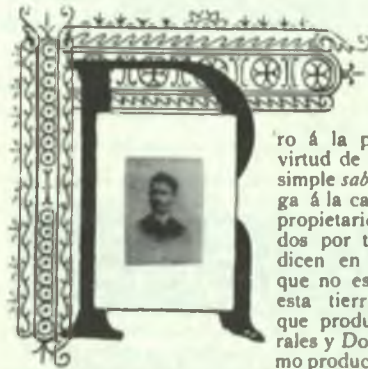 R
ro á la p
virtud de
simple sab
ga á la ca
propietario
dos por t
dicen en
que no es
esta tierr
que produ
rales y Do
mo produc